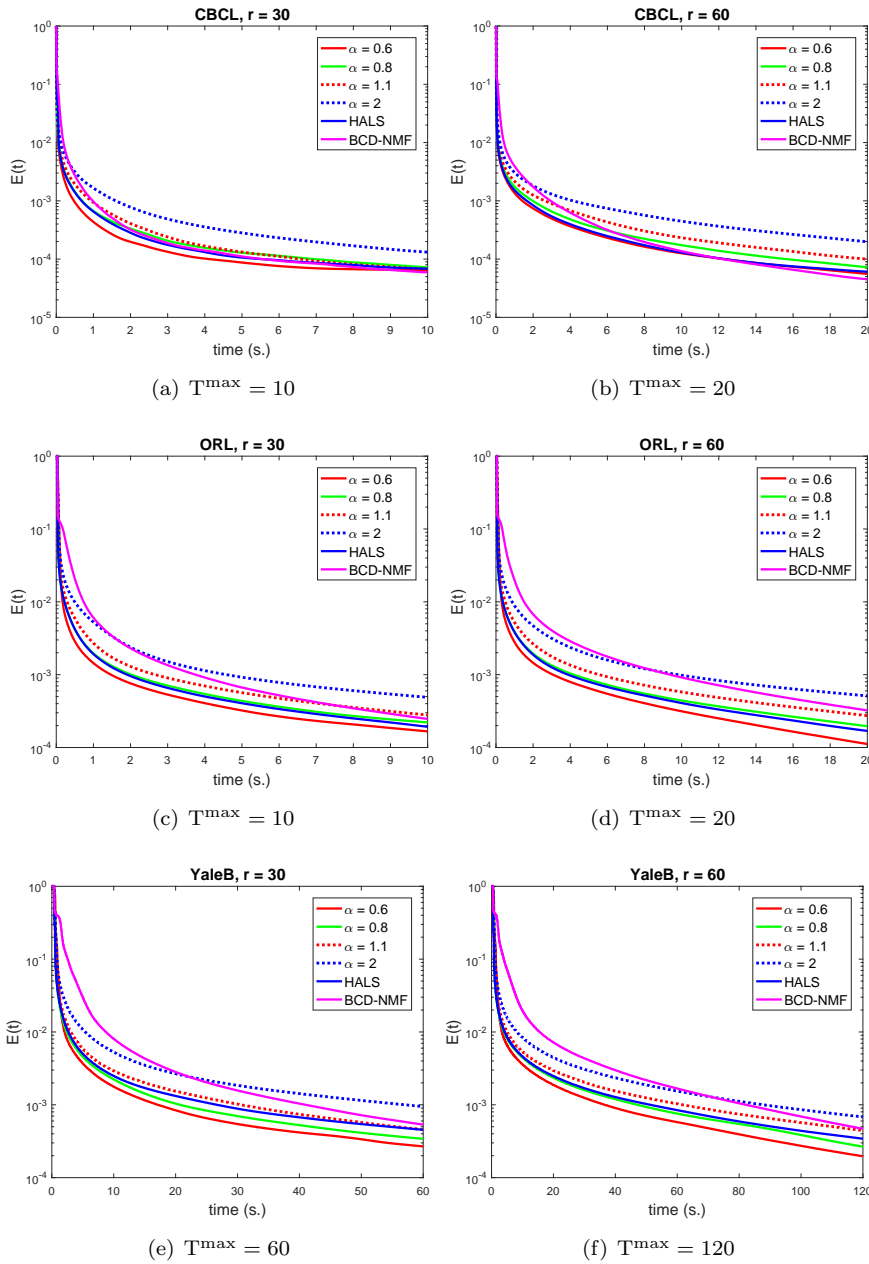 CBCL, r = 30
10^0
10^-1
10^-2
10^-3
10^-4
10^-5
E(t)
α = 0.6
α = 0.8
α = 1.1
α = 2
HALS
BCD-NMF
0 1 2 3 4 5 6 7 8 9 10
time (s.)
(a) T^max = 10
CBCL, r = 60
10^0
10^-1
10^-2
10^-3
10^-4
10^-5
E(t)
α = 0.6
α = 0.8
α = 1.1
α = 2
HALS
BCD-NMF
0 2 4 6 8 10 12 14 16 18 20
time (s.)
(b) T^max = 20
ORL, r = 30
10^0
10^-1
10^-2
10^-3
10^-4
E(t)
α = 0.6
α = 0.8
α = 1.1
α = 2
HALS
BCD-NMF
0 1 2 3 4 5 6 7 8 9 10
time (s.)
(c) T^max = 10
ORL, r = 60
10^0
10^-1
10^-2
10^-3
10^-4
E(t)
α = 0.6
α = 0.8
α = 1.1
α = 2
HALS
BCD-NMF
0 2 4 6 8 10 12 14 16 18 20
time (s.)
(d) T^max = 20
YaleB, r = 30
10^0
10^-1
10^-2
10^-3
10^-4
E(t)
α = 0.6
α = 0.8
α = 1.1
α = 2
HALS
BCD-NMF
0 10 20 30 40 50 60
time (s.)
(e) T^max = 60
YaleB, r = 60
10^0
10^-1
10^-2
10^-3
10^-4
E(t)
α = 0.6
α = 0.8
α = 1.1
α = 2
HALS
BCD-NMF
0 20 40 60 80 100 120
time (s.)
(f) T^max = 120